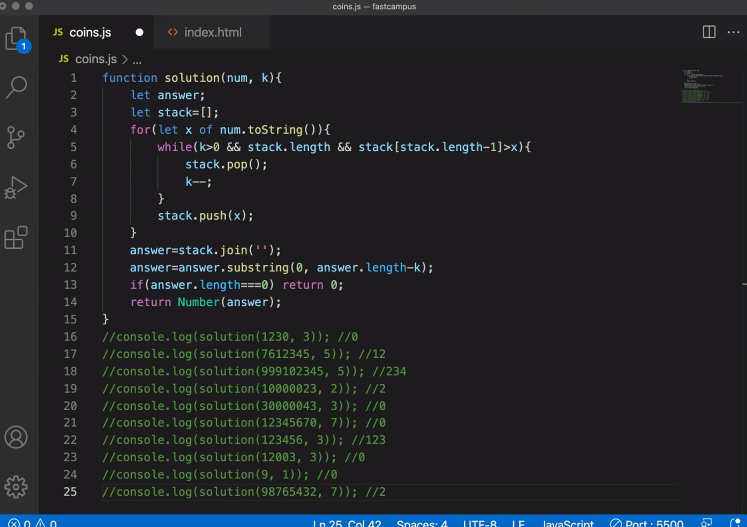 coins.js — fastcampus
JS coins.js ● <> index.html
1
JS coins.js > ...
1 function solution(num, k){
2 let answer;
3 let stack=[];
4 for(let x of num.toString()){
5 while(k>0 && stack.length && stack[stack.length-1]>x){
6 stack.pop();
7 k--;
8 }
9 stack.push(x);
10 }
11 answer=stack.join('');
12 answer=answer.substring(0, answer.length-k);
13 if(answer.length===0) return 0;
14 return Number(answer);
15 }
16 //console.log(solution(1230, 3)); //0
17 //console.log(solution(7612345, 5)); //12
18 //console.log(solution(999102345, 5)); //234
19 //console.log(solution(10000023, 2)); //2
20 //console.log(solution(30000043, 3)); //0
21 //console.log(solution(12345670, 7)); //0
22 //console.log(solution(123456, 3)); //123
23 //console.log(solution(12003, 3)); //0
24 //console.log(solution(9, 1)); //0
25 //console.log(solution(98765432, 7)); //2
0 0 Ln 25, Col 42 Spaces: 4 UTF-8 LF JavaScript Port : 5500